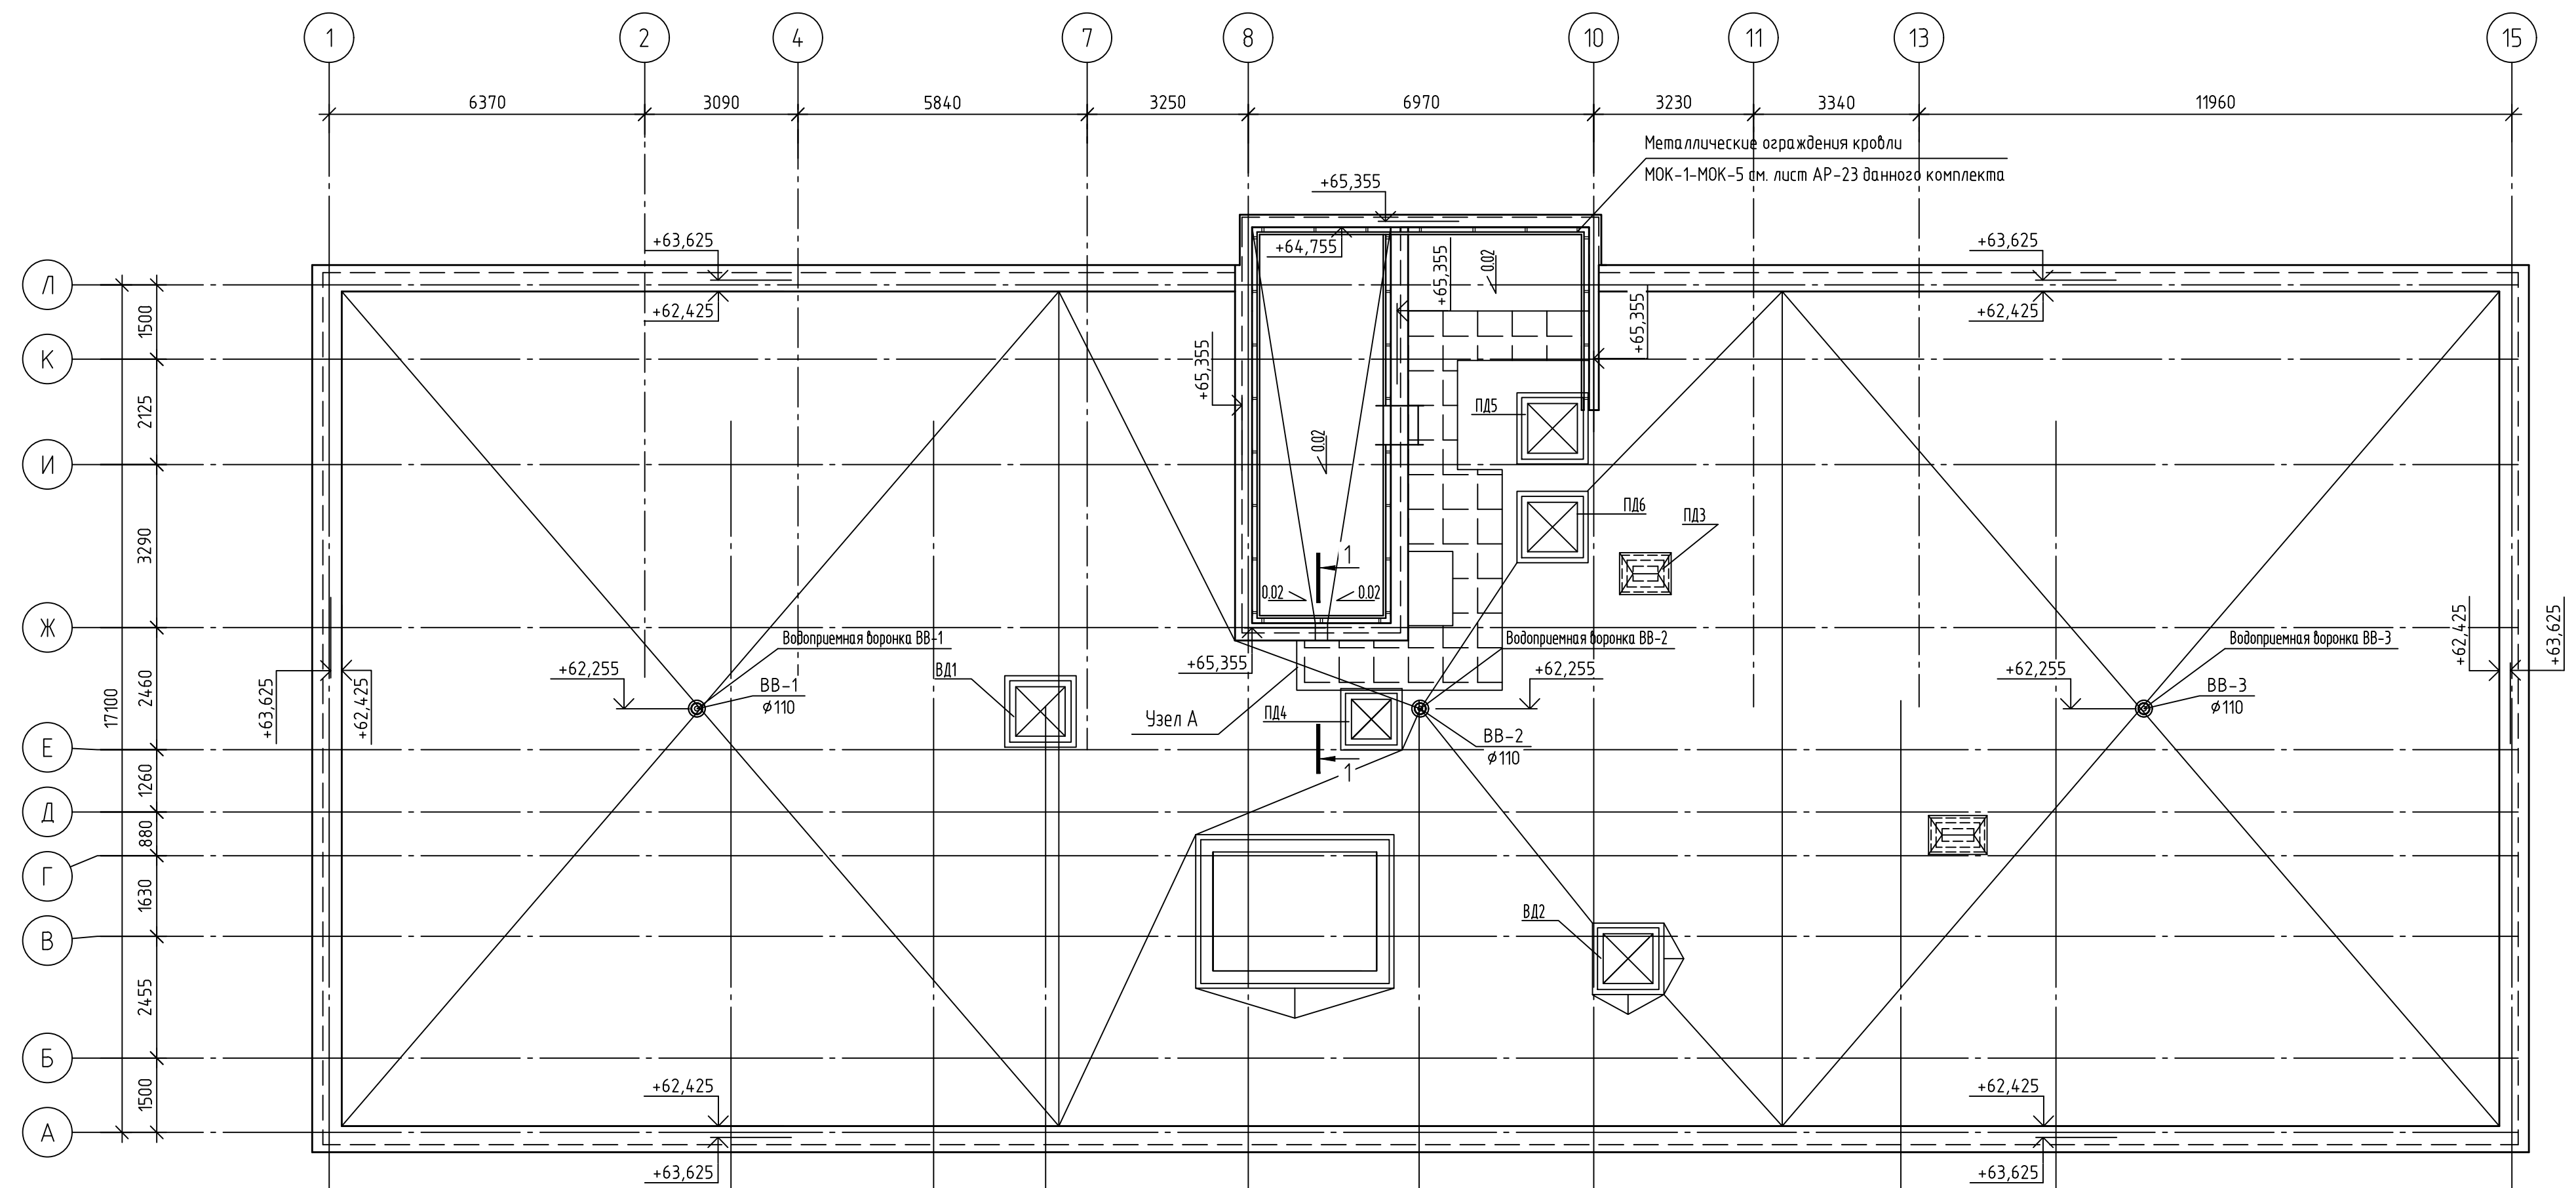 1 2 4 7 8 10 11 13 15
6370 3090 5840 3250 6970 3230 3340 11960
Металлические ограждения кровли
МОК-1-МОК-5 см. лист АР-23 данного комплекта
+65,355
+63,625
+64,755
+65,355
0.02
+63,625
Л
+62,425
+65,355
+62,425
1500
К
+65,355
2125
ПД5
И
0.02
ПД6
ПД3
3290
1
0.02
0.02
Ж
Водоприемная воронка ВВ-1
Водоприемная воронка ВВ-2
Водоприемная воронка ВВ-3
+62,425
+63,625
+62,255
ВД1
+65,355
+62,255
+62,255
2460
17100
+63,625
+62,425
ВВ-1
ϕ110
Узел А
ПД4
ВВ-2
ϕ110
ВВ-3
ϕ110
Е
1
1260
Д
880
Г
1630
ВД2
В
2455
Б
1500
+62,425
+62,425
А
+63,625
+63,625